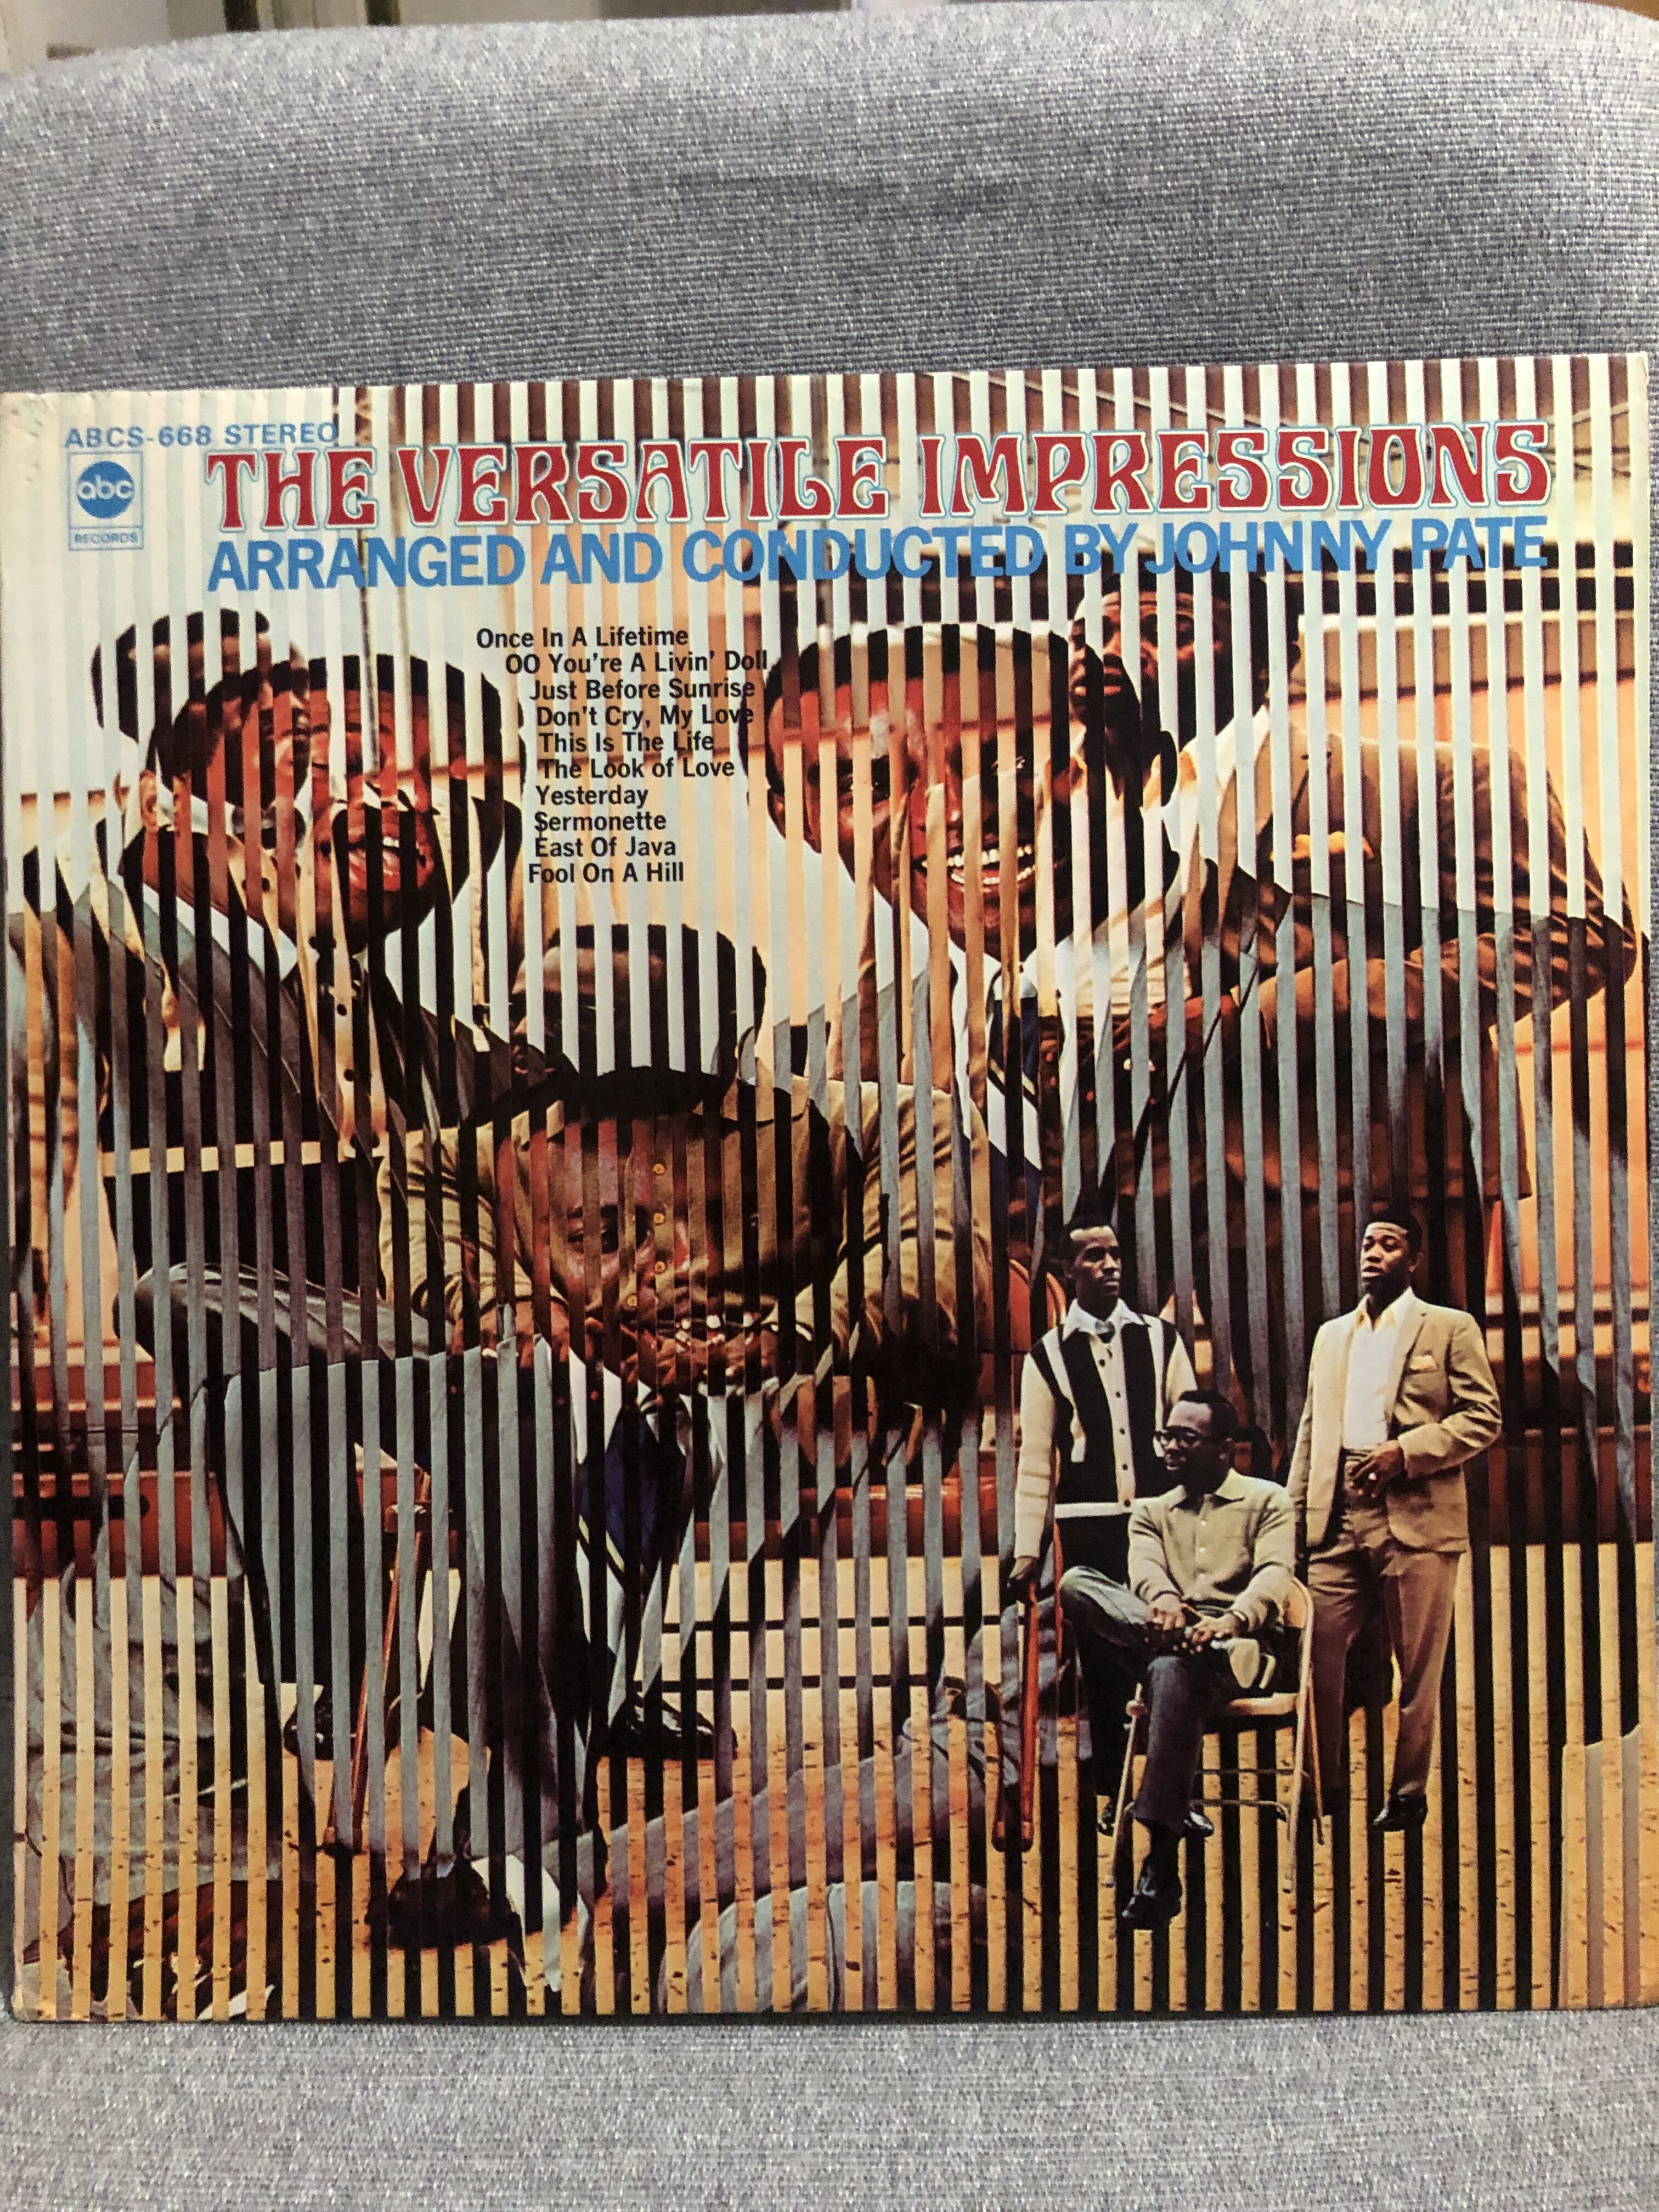 ABCS-668 STEREO
abc
RECORDS
THE VERSATILE IMPRESSIONS
ARRANGED AND CONDUCTED BY JOHNNY PATE
Once In A Lifetime
OO You're A Livin' Doll
Just Before Sunrise
Don't Cry, My Love
This Is The Life
The Look of Love
Yesterday
Sermonette
East Of Java
Fool On A Hill